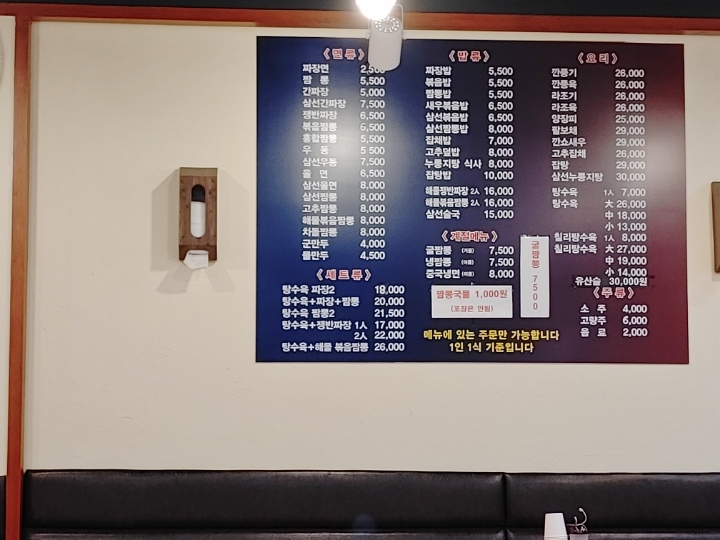 《면 류》
짜장면 2,500
짬 뽕 5,500
간짜장 5,000
삼선간짜장 7,500
쟁반짜장 6,500
볶음짬뽕 6,500
홍합짬뽕 5,500
우 동 5,500
삼선우동 7,500
울 면 6,500
삼선울면 8,000
삼선짬뽕 8,000
고추짬뽕 8,000
해물볶음짬뽕 8,000
차돌짬뽕 8,000
군만두 4,000
물만두 4,500
《세 트 류》
탕수육 짜장2 19,000
탕수육+짜장+짬뽕 20,000
탕수육 짬뽕2 21,500
탕수육+쟁반짜장 1人 17,000
2人 22,000
탕수육+해물 볶음짬뽕 26,000
《밥 류》
짜장밥 5,500
볶음밥 5,500
짬뽕밥 5,500
새우볶음밥 6,500
삼선볶음밥 6,500
삼선짬뽕밥 8,000
잡채밥 7,000
고추덮밥 8,000
누룽지탕 식사 8,000
잡탕밥 10,000
해물쟁반짜장 2人 16,000
해물볶음짬뽕 2人 16,000
삼선술국 15,000
《계절메뉴》
굴짬뽕 (겨울) 7,500
냉짬뽕 (여름) 7,500
중국냉면 (여름) 8,000
짬뽕국물 1,000원
(포장은 안됨)
굴짬뽕 7500
메뉴에 있는 주문만 가능합니다
1인 1식 기준입니다
《요 리》
깐풍기 26,000
깐풍육 26,000
라조기 26,000
라조육 26,000
양장피 25,000
팔보채 29,000
깐쇼새우 29,000
고추잡채 26,000
잡탕 29,000
삼선누룽지탕 30,000
탕수육 1人 7,000
탕수육 大 26,000
中 18,000
小 13,000
칠리탕수육 1人 8,000
칠리탕수육 大 27,000
中 19,000
小 14,000
유산슬 30,000원
《주 류》
소 주 4,000
고량주 6,000
음 료 2,000